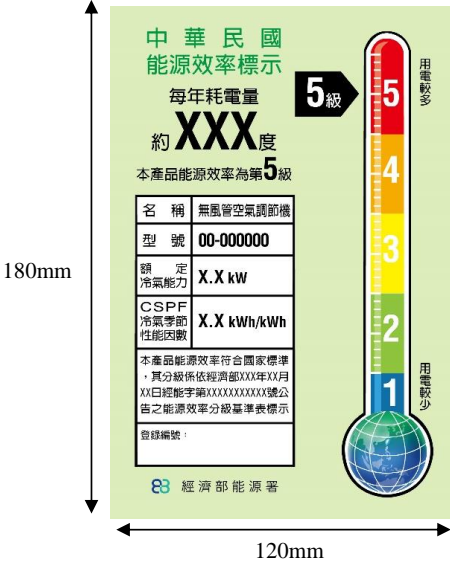 中華民國
能源效率標示
每年耗電量
約XXX度
本產品能源效率為第5級
名 稱 無風管空氣調節機
型 號 00-000000
額 定
冷氣能力 X.X kW
CSPF
冷氣季節
性能因數 X.X kWh/kWh
本產品能源效率符合國家標準
，其分級係依經濟部XXX年XX月
XX日經能字第XXXXXXXXXXX號公
告之能源效率分級基準表標示
登錄編號：
經濟部能源署
5級
用電較多
5
4
3
2
1
用電較少
180mm
120mm